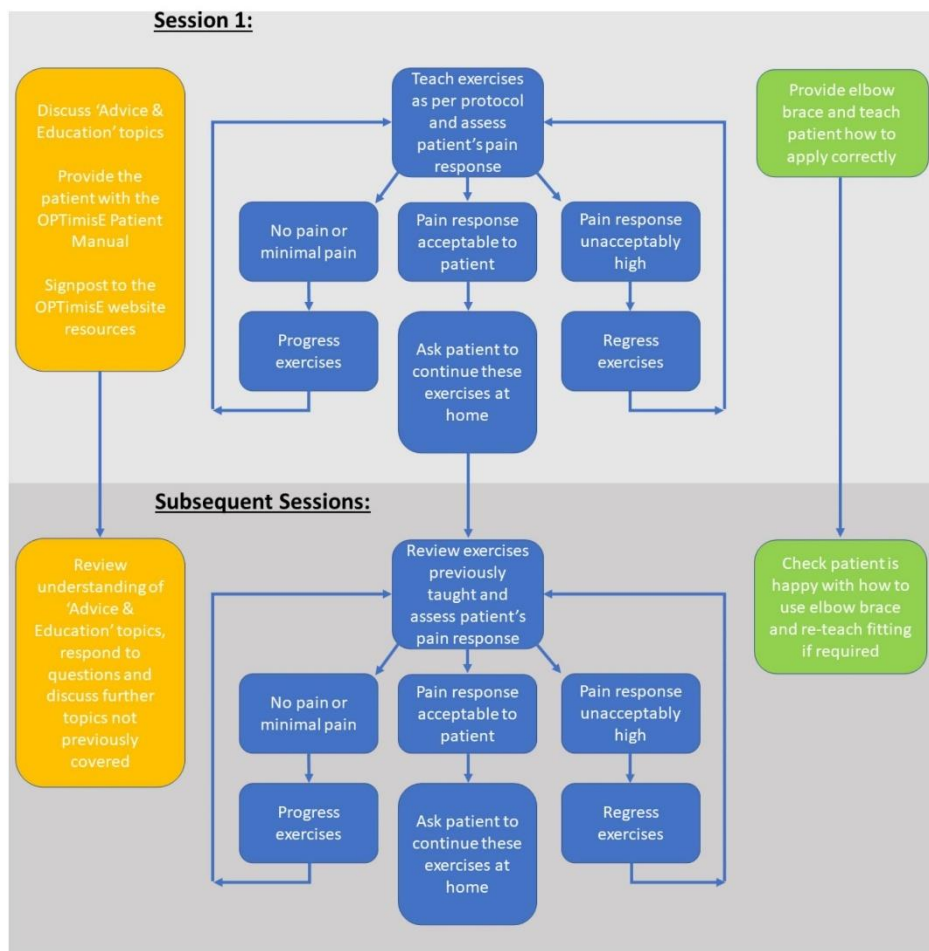 Session 1:
Discuss ‘Advice &
Education’ topics
Provide the
patient with the
OPTimisE Patient
Manual
Signpost to the
OPTimisE website
resources
Teach exercises
as per protocol
and assess
patient’s pain
response
No pain or
minimal pain
Pain response
acceptable to
patient
Pain response
unacceptably
high
Progress
exercises
Ask patient to
continue these
exercises at
home
Regress
exercises
Provide elbow
brace and teach
patient how to
apply correctly
Subsequent Sessions:
Review
understanding of
‘Advice &
Education’ topics,
respond to
questions and
discuss further
topics not
previously
covered
Review exercises
previously
taught and
assess patient’s
pain response
No pain or
minimal pain
Pain response
acceptable to
patient
Pain response
unacceptably
high
Progress
exercises
Ask patient to
continue these
exercises at
home
Regress
exercises
Check patient is
happy with how to
use elbow brace
and re-teach fitting
if required